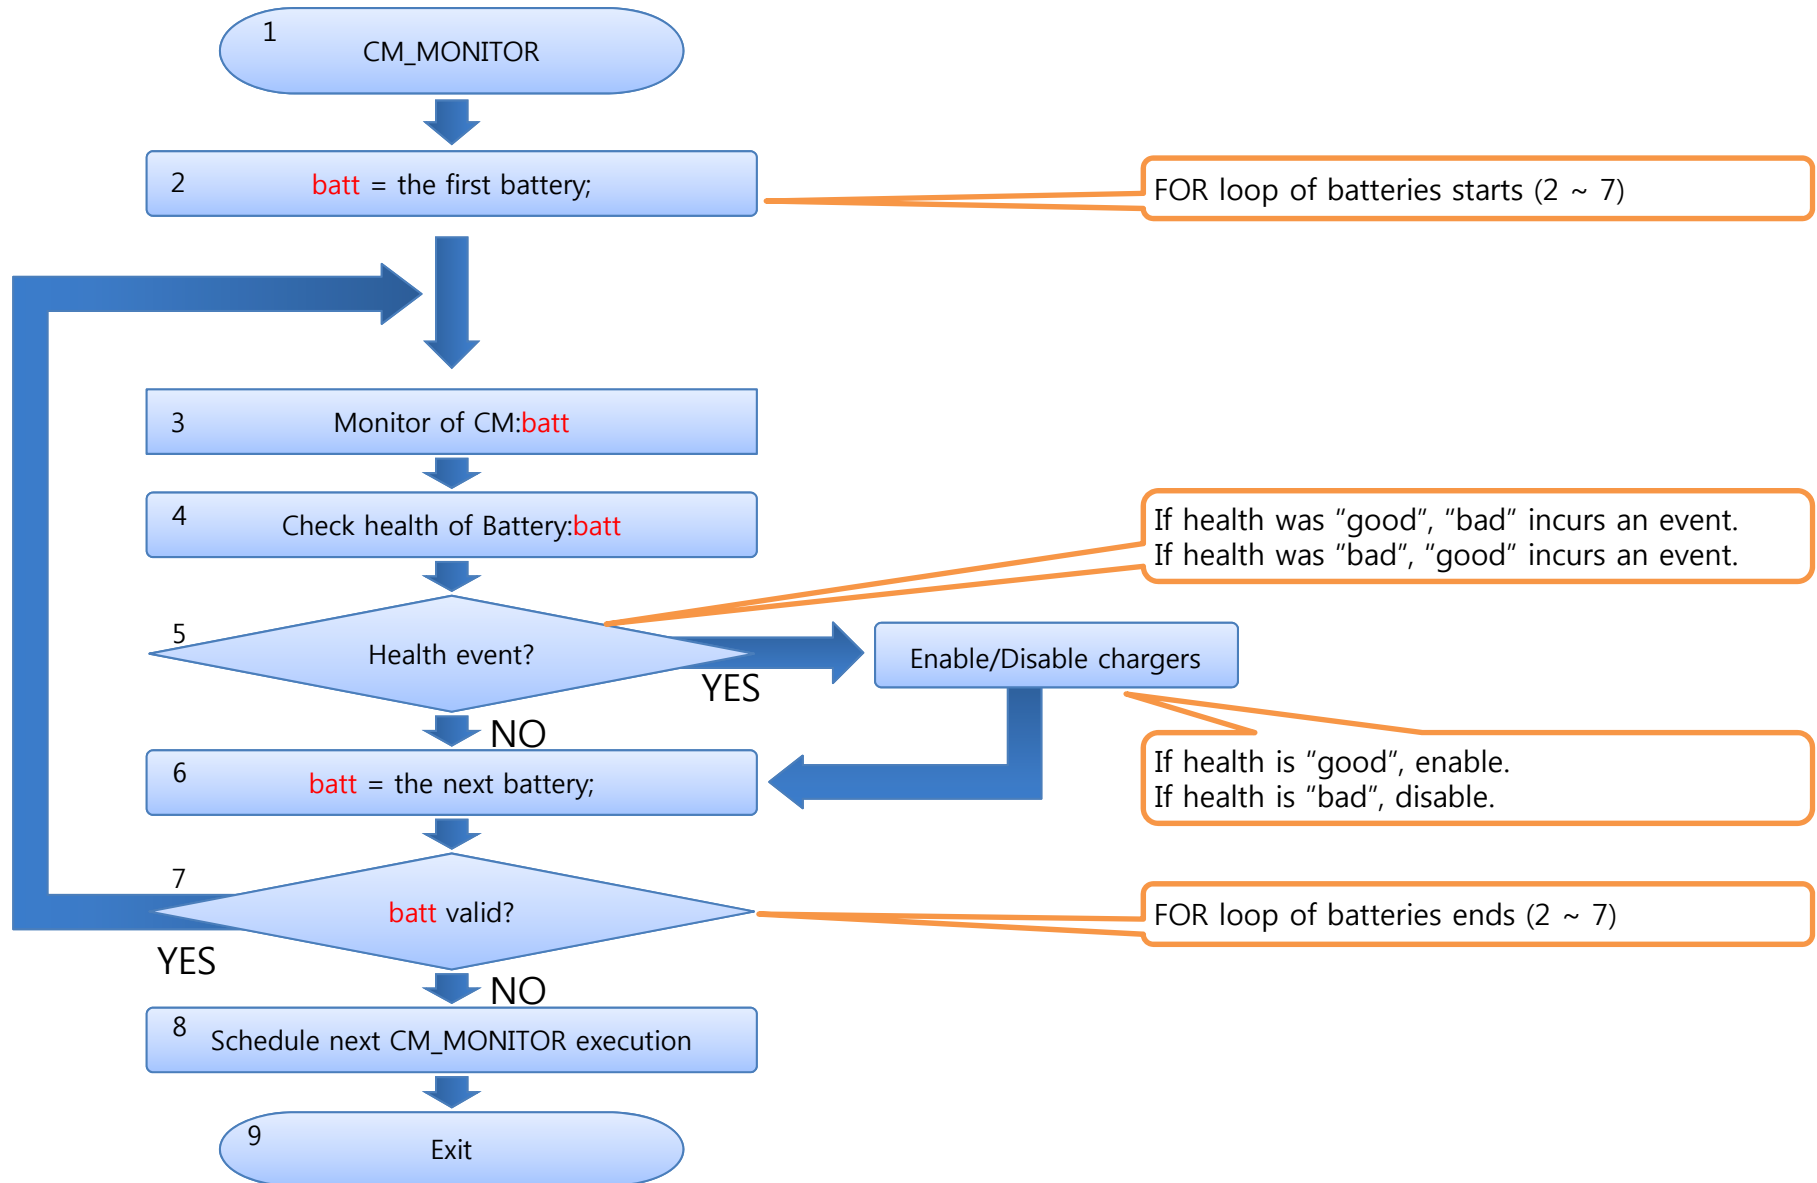 1
CM_MONITOR
2
batt = the first battery;
FOR loop of batteries starts (2 ~ 7)
3
Monitor of CM:batt
4
Check health of Battery:batt
If health was “good”, “bad” incurs an event.
If health was “bad”, “good” incurs an event.
5
Health event?
YES
Enable/Disable chargers
NO
If health is “good”, enable.
If health is “bad”, disable.
6
batt = the next battery;
7
batt valid?
FOR loop of batteries ends (2 ~ 7)
YES
NO
8
Schedule next CM_MONITOR execution
9
Exit